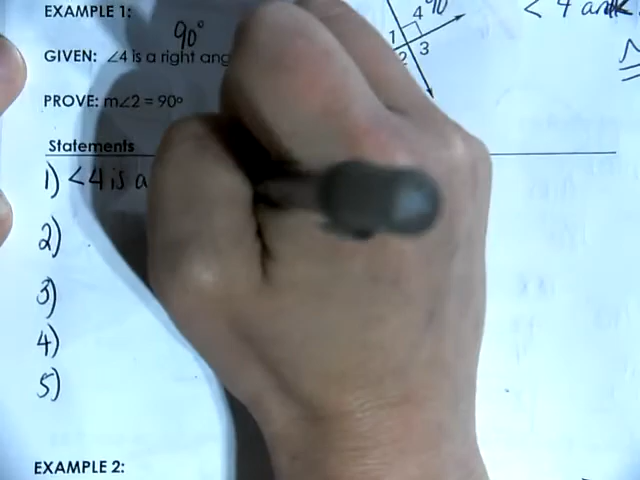 EXAMPLE 1:
90°
GIVEN: ∠4 is a right ang
PROVE: m∠2 = 90°
1 4 90
2 3
<4 and
Statements
1) <4 is a
2)
3)
4)
5)
EXAMPLE 2: